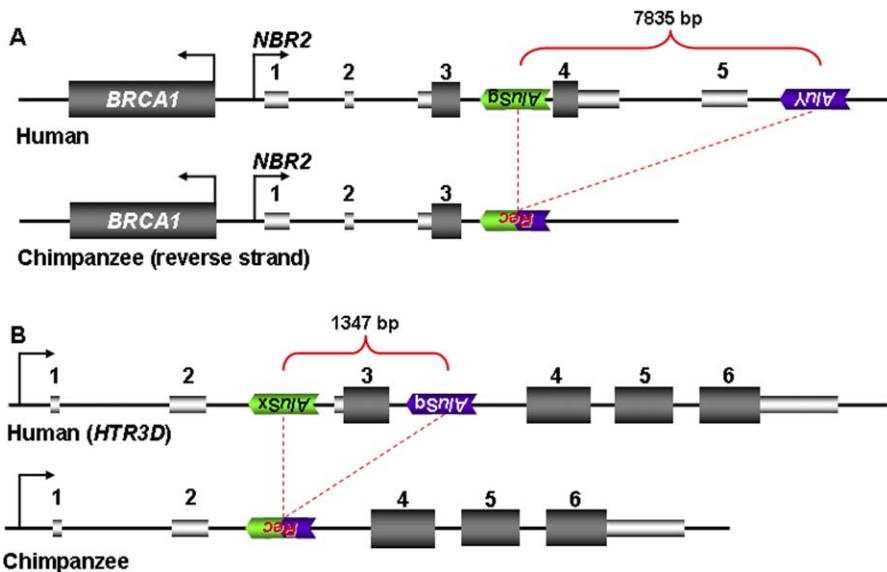 7835 bp
A
NBR2
1 2 3 4 5
BRCA1 AluSg AluY
Human
NBR2
1 2 3
BRCA1 Rec
Chimpanzee (reverse strand)
1347 bp
B
1 2 3 4 5 6
AluSx AluSq
Human (HTR3D)
1 2 4 5 6
Rec
Chimpanzee